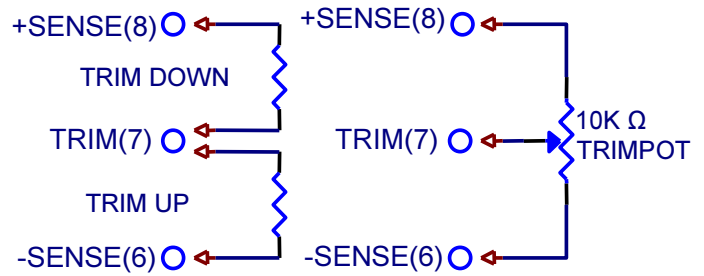 +SENSE(8)
TRIM DOWN
TRIM(7)
TRIM UP
-SENSE(6)
+SENSE(8)
10K Ω
TRIM(7)
TRIMPOT
-SENSE(6)